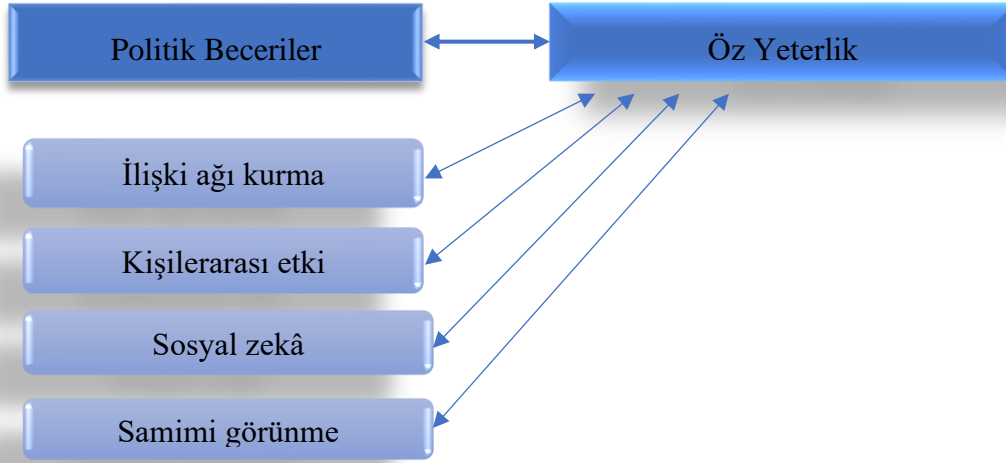 Politik Beceriler
Öz Yeterlik
İlişki ağı kurma
Kişilerarası etki
Sosyal zekâ
Samimi görünme